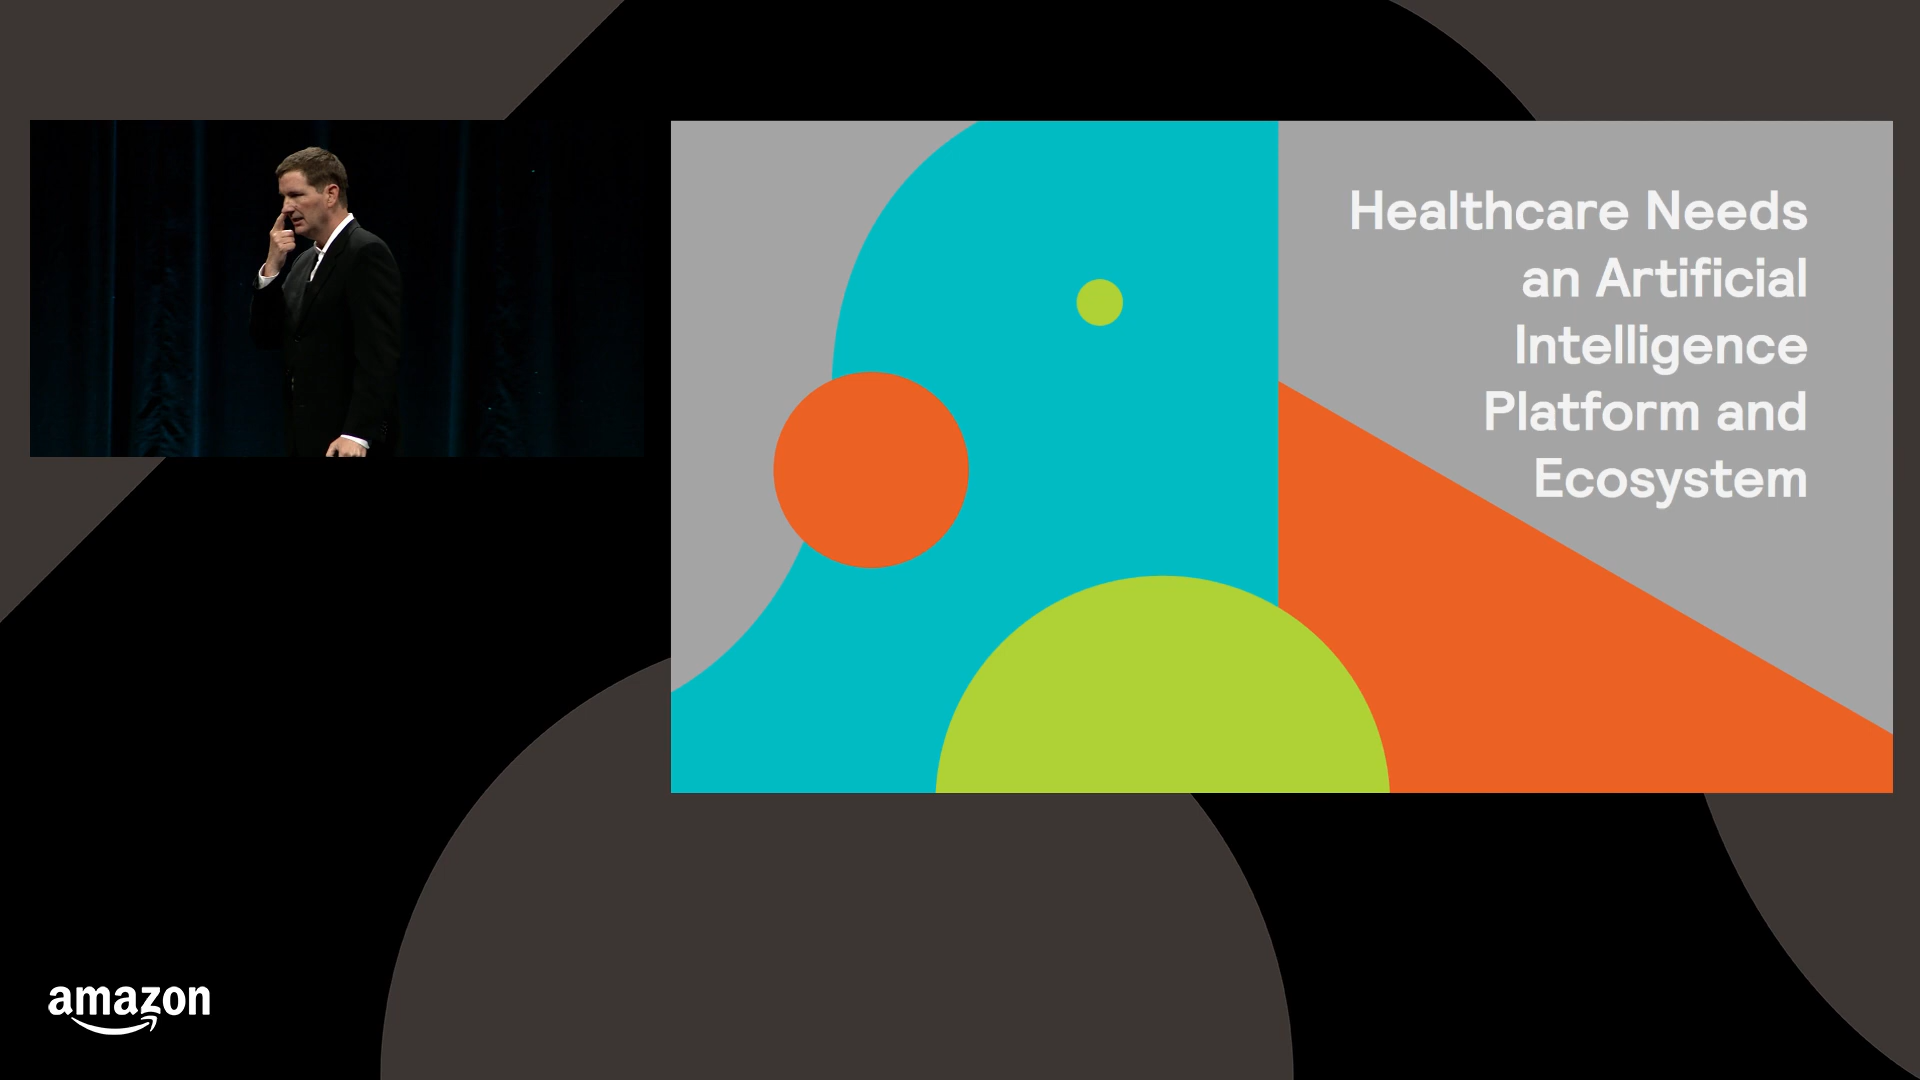 Healthcare Needs
an Artificial
Intelligence
Platform and
Ecosystem
amazon